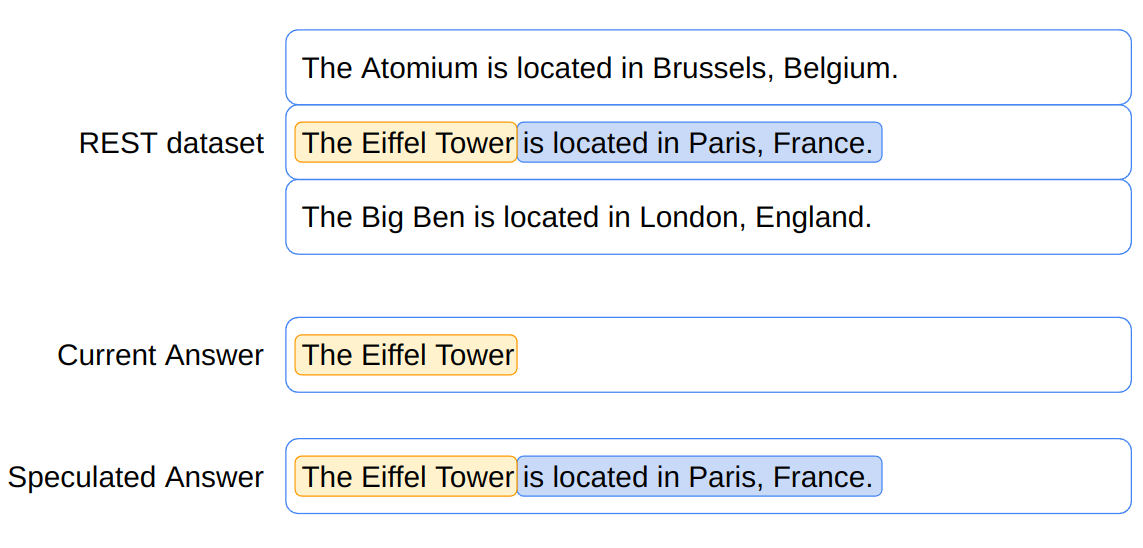 The Atomium is located in Brussels, Belgium.
REST dataset
The Eiffel Tower is located in Paris, France.
The Big Ben is located in London, England.
Current Answer
The Eiffel Tower
Speculated Answer
The Eiffel Tower is located in Paris, France.